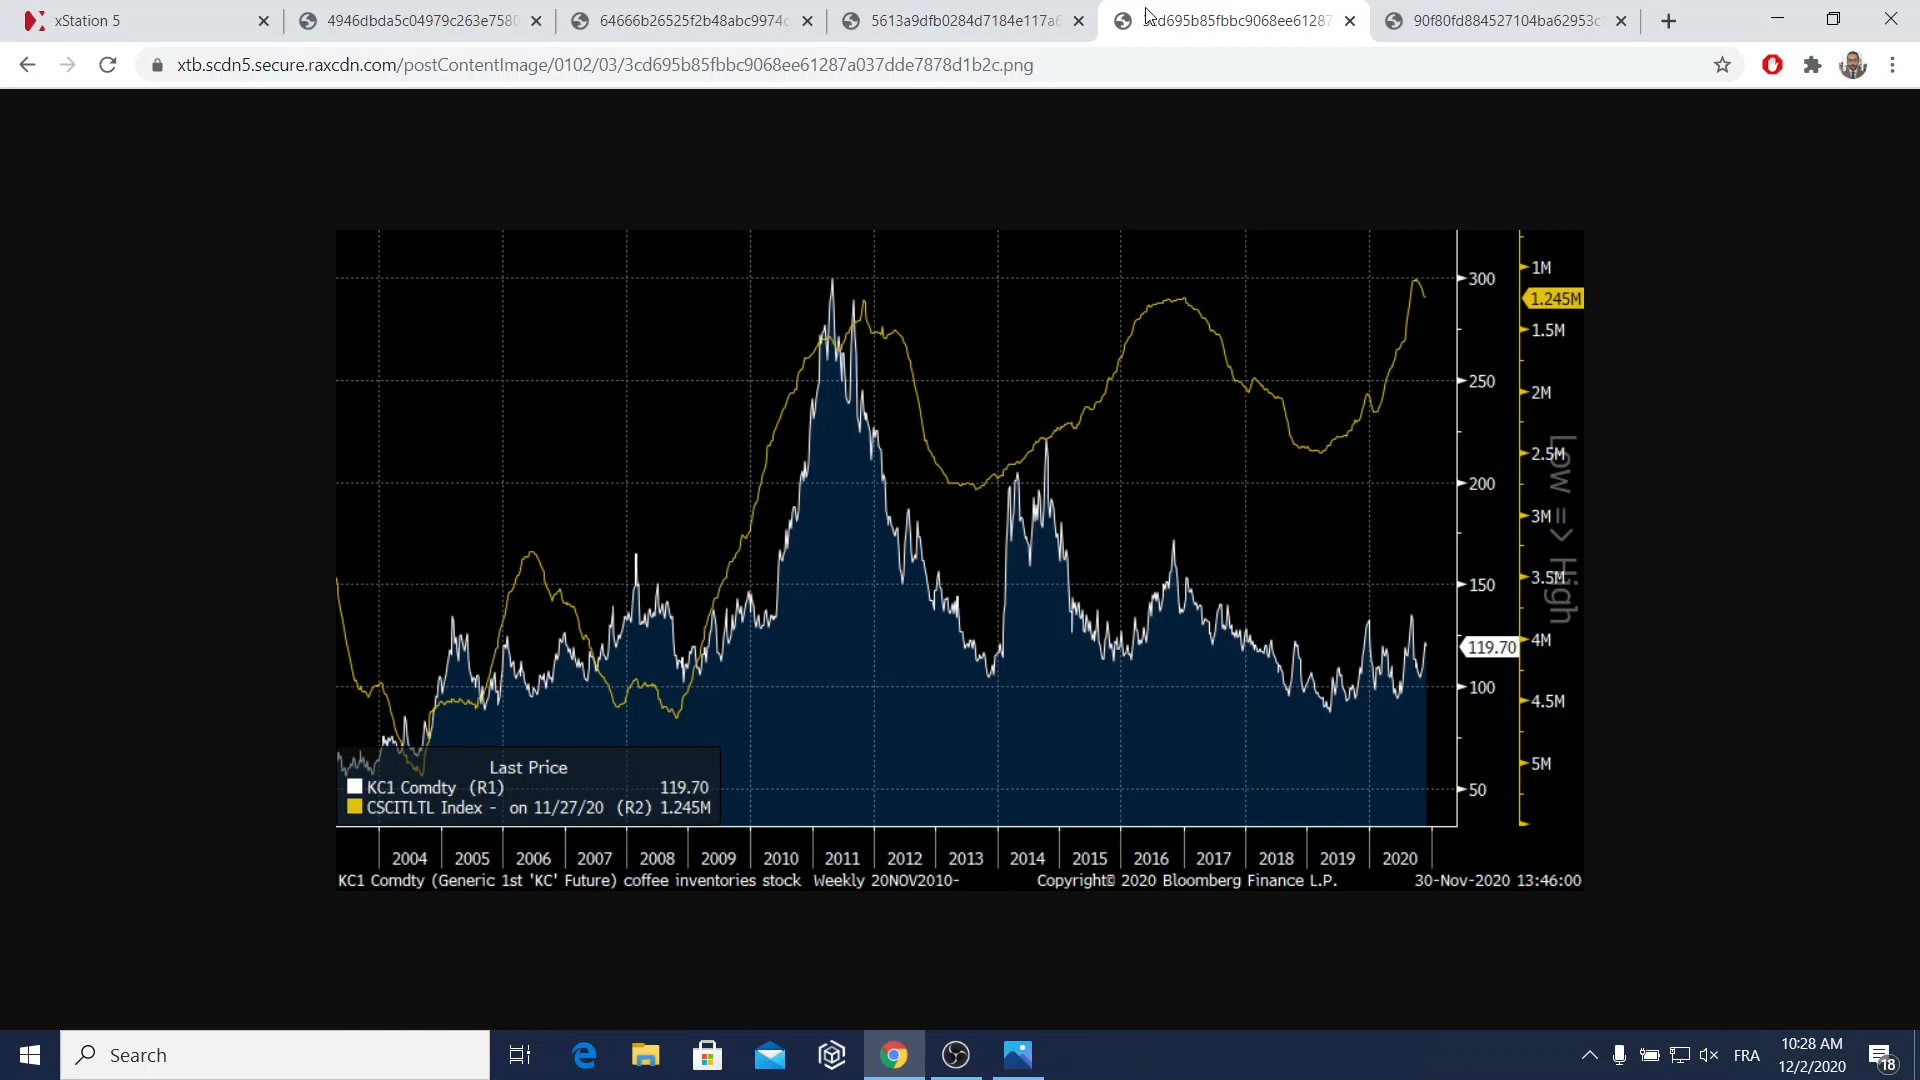 xStation 5
4946dbda5c04979c263e7580
64666b26525f2b48abc9974c
5613a9dfb0284d7184e117a6
cd695b85fbbc9068ee61287
90f80fd884527104ba62953c
xtb.scdn5.secure.raxcdn.com/postContentImage/0102/03/3cd695b85fbbc9068ee61287a037dde7878d1b2c.png
300
250
200
150
119.70
100
50
1M
1.245M
1.5M
2M
2.5M
3M
3.5M
4M
4.5M
5M
Low => High
Last Price
KC1 Comdty (R1) 119.70
CSCITLTL Index - on 11/27/20 (R2) 1.245M
2004 2005 2006 2007 2008 2009 2010 2011 2012 2013 2014 2015 2016 2017 2018 2019 2020
KC1 Comdty (Generic 1st 'KC' Future) coffee inventories stock Weekly 20NOV2010- Copyright© 2020 Bloomberg Finance L.P. 30-Nov-2020 13:46:00
Search
FRA
10:28 AM
12/2/2020
18